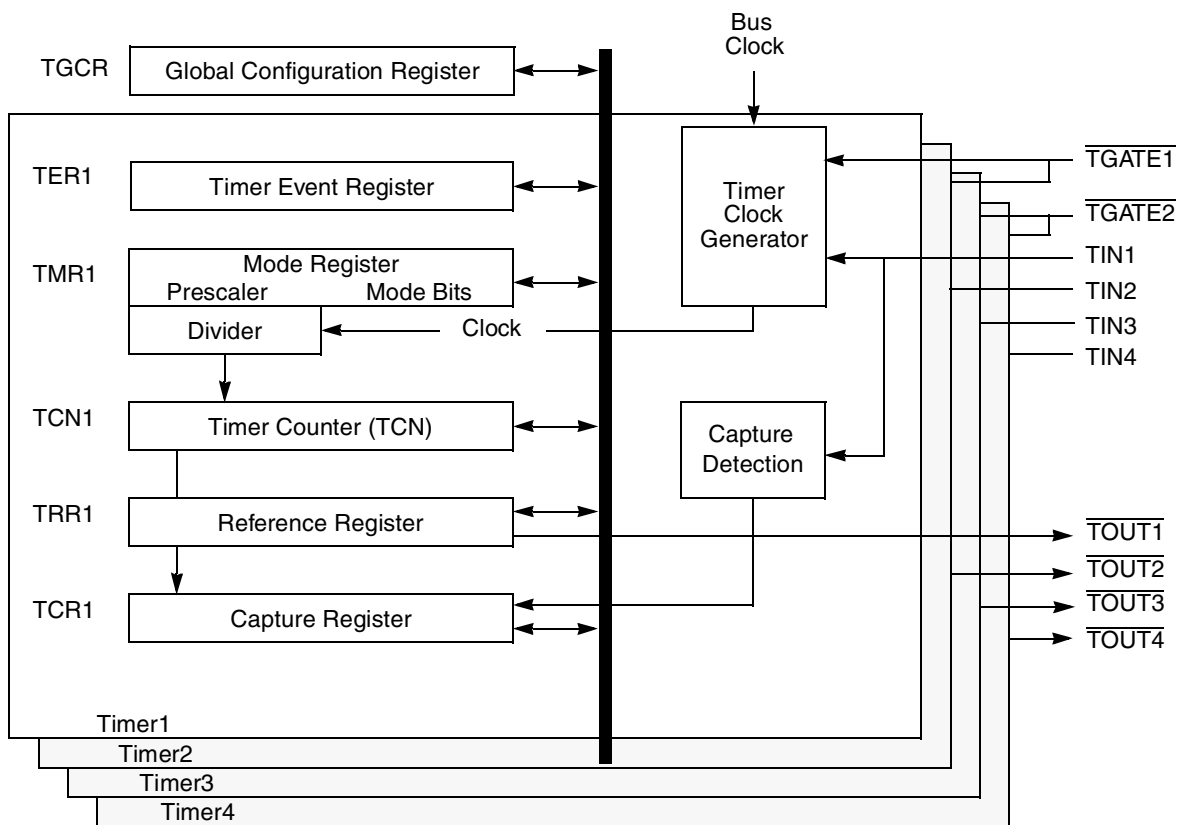 Bus
Clock
TGCR
Global Configuration Register
TER1
Timer Event Register
Timer
Clock
Generator
TGATE1
TGATE2
TMR1
Mode Register
Prescaler
Mode Bits
Divider
Clock
TIN1
TIN2
TIN3
TIN4
TCN1
Timer Counter (TCN)
Capture
Detection
TRR1
Reference Register
TOUT1
TOUT2
TOUT3
TOUT4
TCR1
Capture Register
Timer1
Timer2
Timer3
Timer4